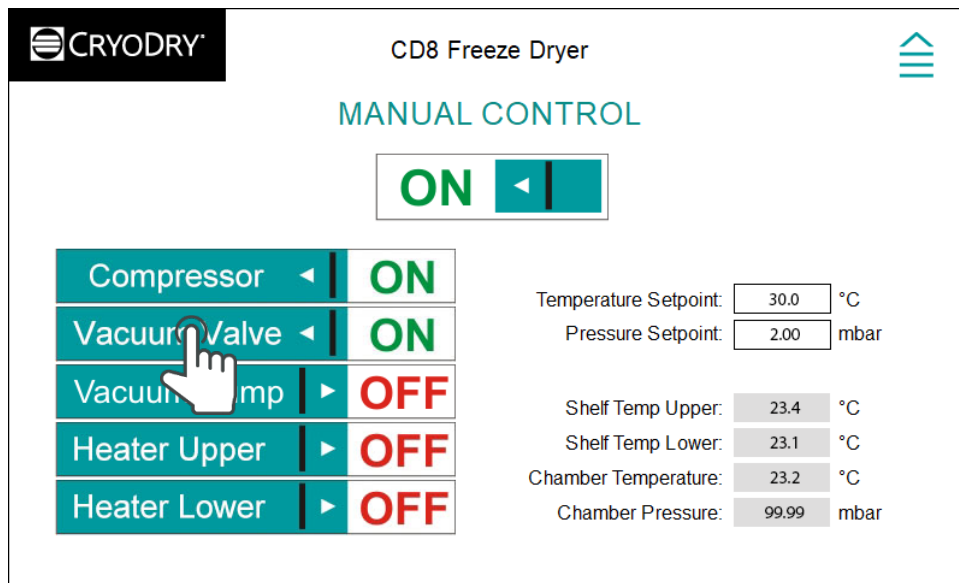 CRYODRY
CD8 Freeze Dryer
MANUAL CONTROL
ON
Compressor ON
Vacuum Valve ON
OFF
Heater Upper OFF
Heater Lower OFF
Temperature Setpoint: 30.0 °C
Pressure Setpoint: 2.00 mbar
Shelf Temp Upper: 23.4 °C
Shelf Temp Lower: 23.1 °C
Chamber Temperature: 23.2 °C
Chamber Pressure: 99.99 mbar